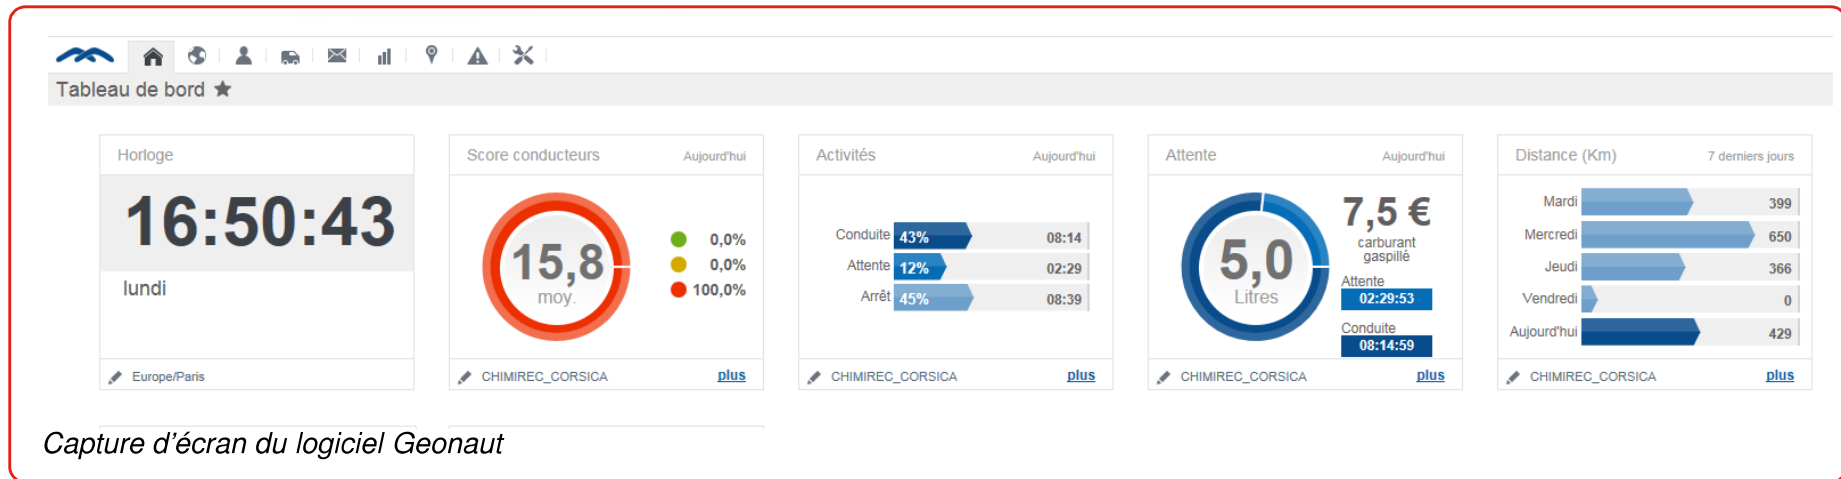 Tableau de bord
Horloge
16:50:43
lundi
Europe/Paris
Score conducteurs Aujourd'hui
15,8
moy.
0,0%
0,0%
100,0%
CHIMIREC_CORSICA plus
Activités Aujourd'hui
Conduite 43% 08:14
Attente 12% 02:29
Arrêt 45% 08:39
CHIMIREC_CORSICA plus
Attente Aujourd'hui
5,0
Litres
7,5 €
carburant
gaspillé
Attente
02:29:53
Conduite
08:14:59
CHIMIREC_CORSICA plus
Distance (Km) 7 derniers jours
Mardi 399
Mercredi 650
Jeudi 366
Vendredi 0
Aujourd'hui 429
CHIMIREC_CORSICA plus
Capture d'écran du logiciel Geonaut